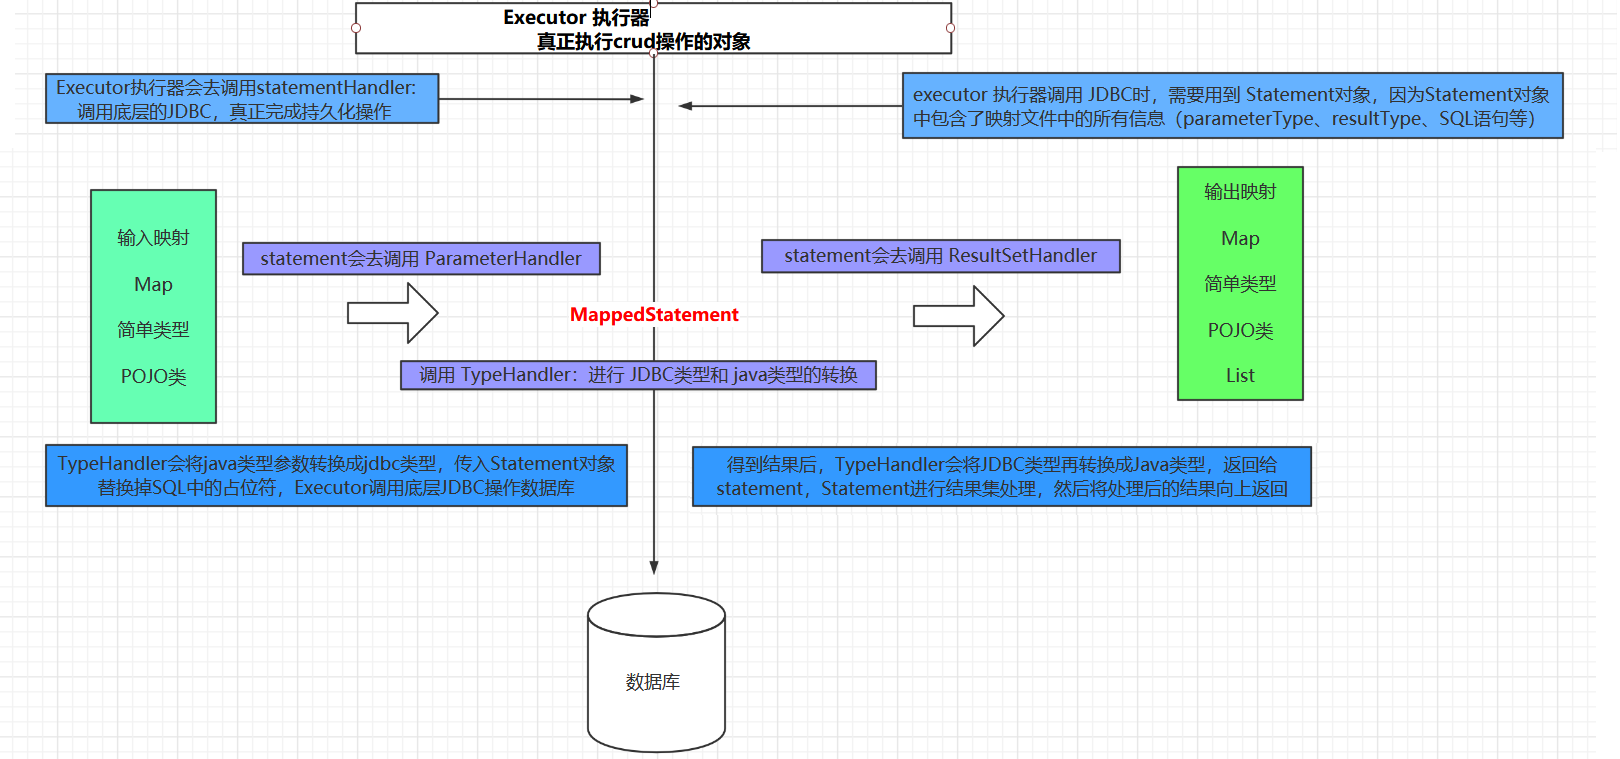 Executor 执行器
真正执行crud操作的对象
Executor执行器会去调用statementHandler:
调用底层的JDBC，真正完成持久化操作
executor 执行器调用 JDBC时，需要用到 Statement对象，因为Statement对象
中包含了映射文件中的所有信息（parameterType、resultType、SQL语句等）
输入映射
Map
简单类型
POJO类
statement会去调用 ParameterHandler
statement会去调用 ResultSetHandler
输出映射
Map
简单类型
POJO类
List
MappedStatement
调用 TypeHandler：进行 JDBC类型和 java类型的转换
TypeHandler会将java类型参数转换成jdbc类型，传入Statement对象
替换掉SQL中的占位符，Executor调用底层JDBC操作数据库
得到结果后，TypeHandler会将JDBC类型再转换成Java类型，返回给
statement，Statement进行结果集处理，然后将处理后的结果向上返回
数据库